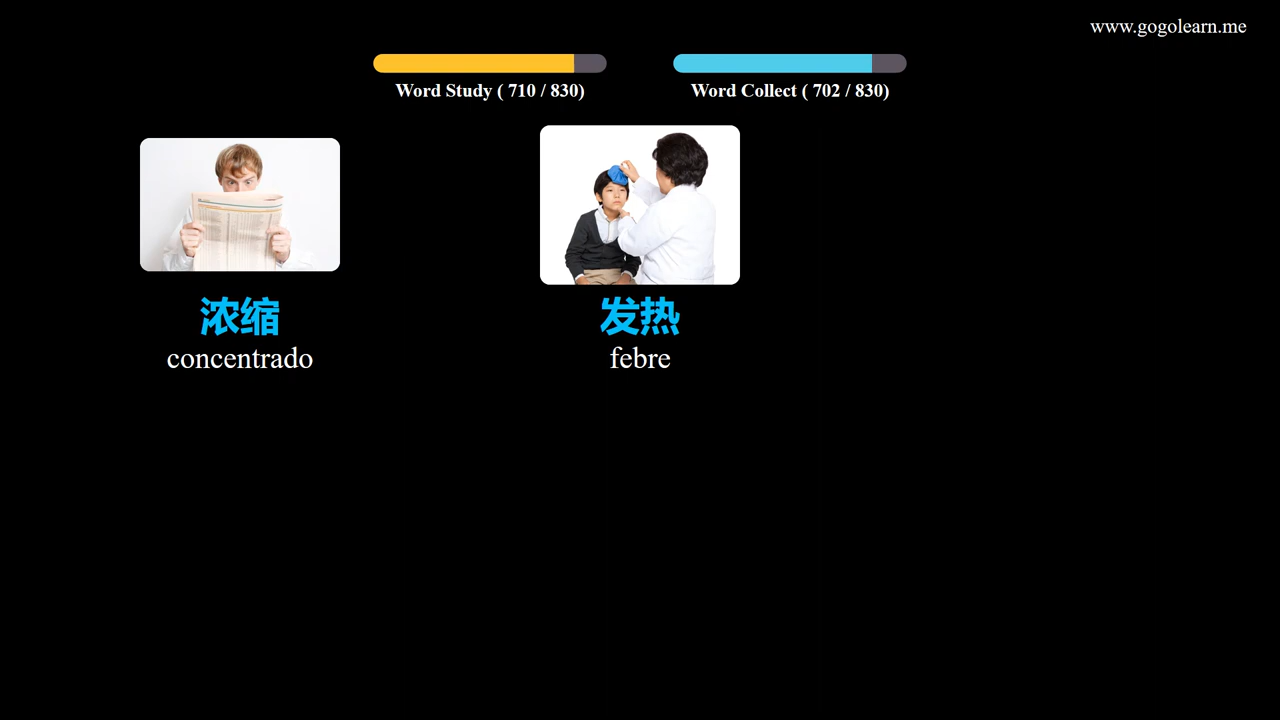 www.gogolearn.me
Word Study ( 710 / 830)
Word Collect ( 702 / 830)
浓缩
concentrado
发热
febre